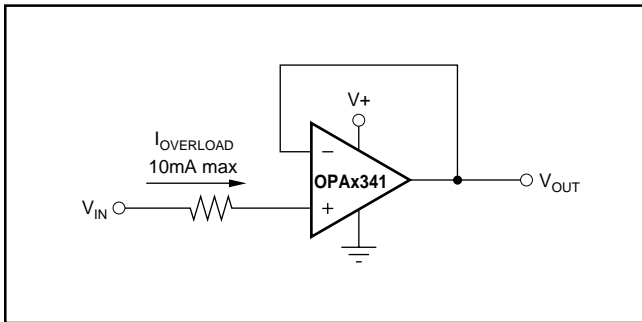 V+
I_OVERLOAD
10mA max
−
OPAx341
V_OUT
V_IN
+